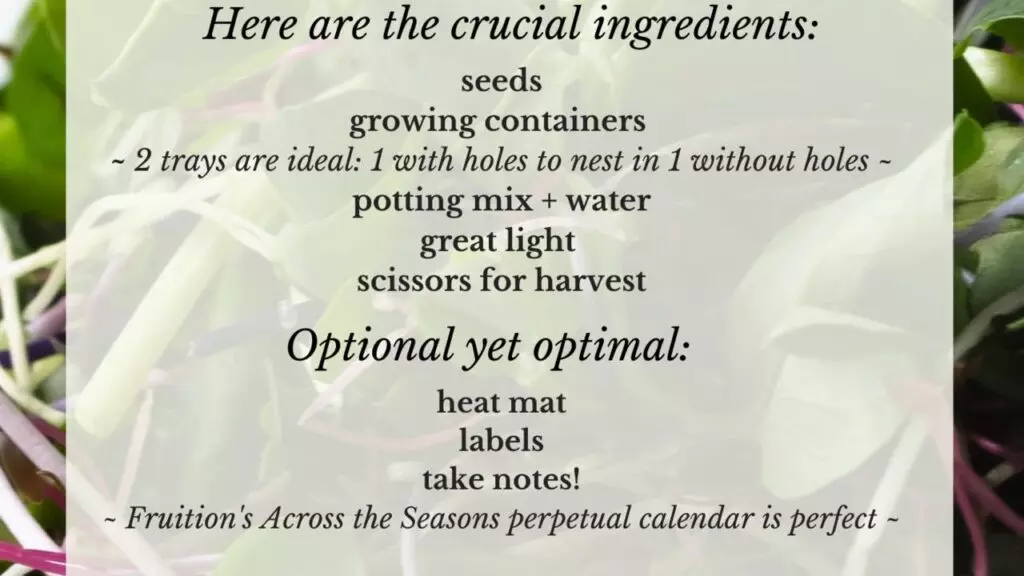 Here are the crucial ingredients:
seeds
growing containers
~ 2 trays are ideal: 1 with holes to nest in 1 without holes ~
potting mix + water
great light
scissors for harvest
Optional yet optimal:
heat mat
labels
take notes!
~ Fruition's Across the Seasons perpetual calendar is perfect ~